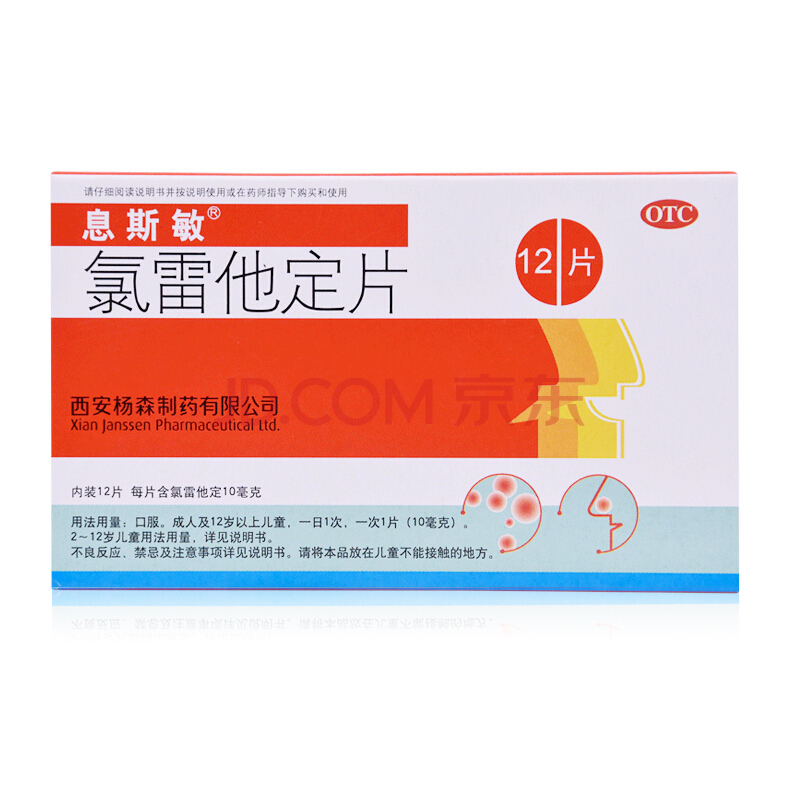 请仔细阅读说明书并按说明使用或在药师指导下购买和使用
息斯敏®
OTC
氯雷他定片
12片
JD.COM 京东
西安杨森制药有限公司
Xian Janssen Pharmaceutical Ltd.
内装12片 每片含氯雷他定10毫克
用法用量：口服。成人及12岁以上儿童，一日1次，一次1片（10毫克）。
2～12岁儿童用法用量，详见说明书。
不良反应、禁忌及注意事项详见说明书。请将本品放在儿童不能接触的地方。